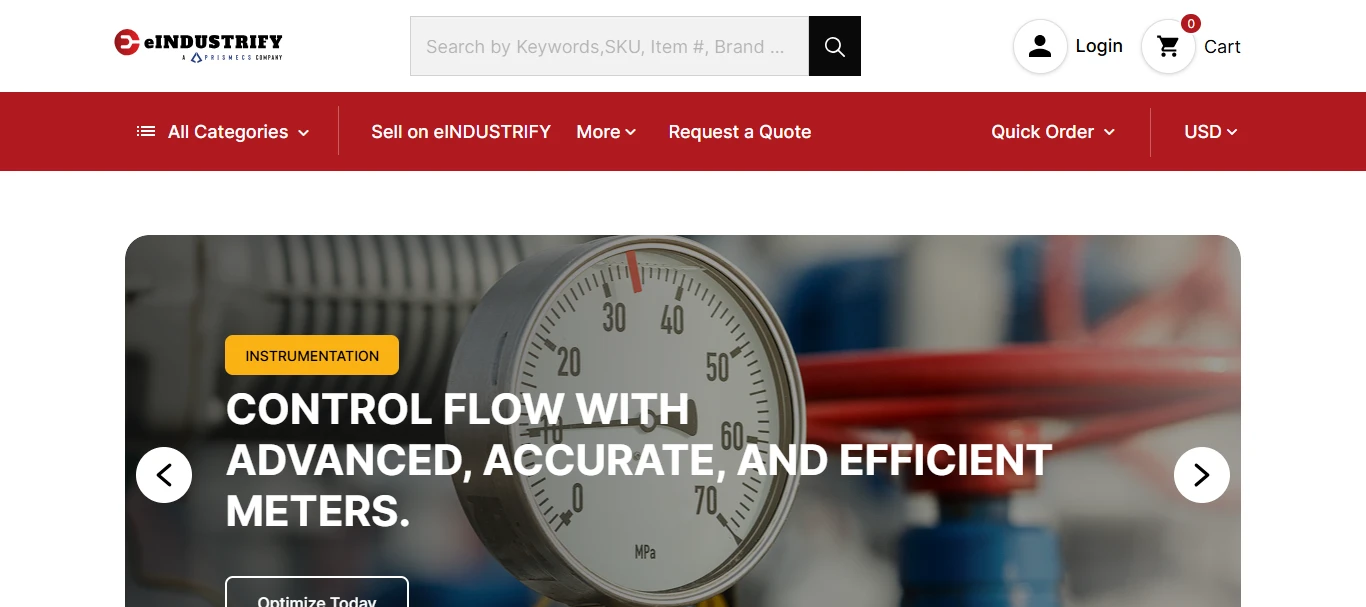 eINDUSTRIFY
A PRISMECS COMPANY
Search by Keywords,SKU, Item #, Brand ...
Login
0
Cart
All Categories
Sell on eINDUSTRIFY
More
Request a Quote
Quick Order
USD
INSTRUMENTATION
CONTROL FLOW WITH
ADVANCED, ACCURATE, AND EFFICIENT
METERS.
Optimize Today
0
10
20
30
40
50
60
70
MPa